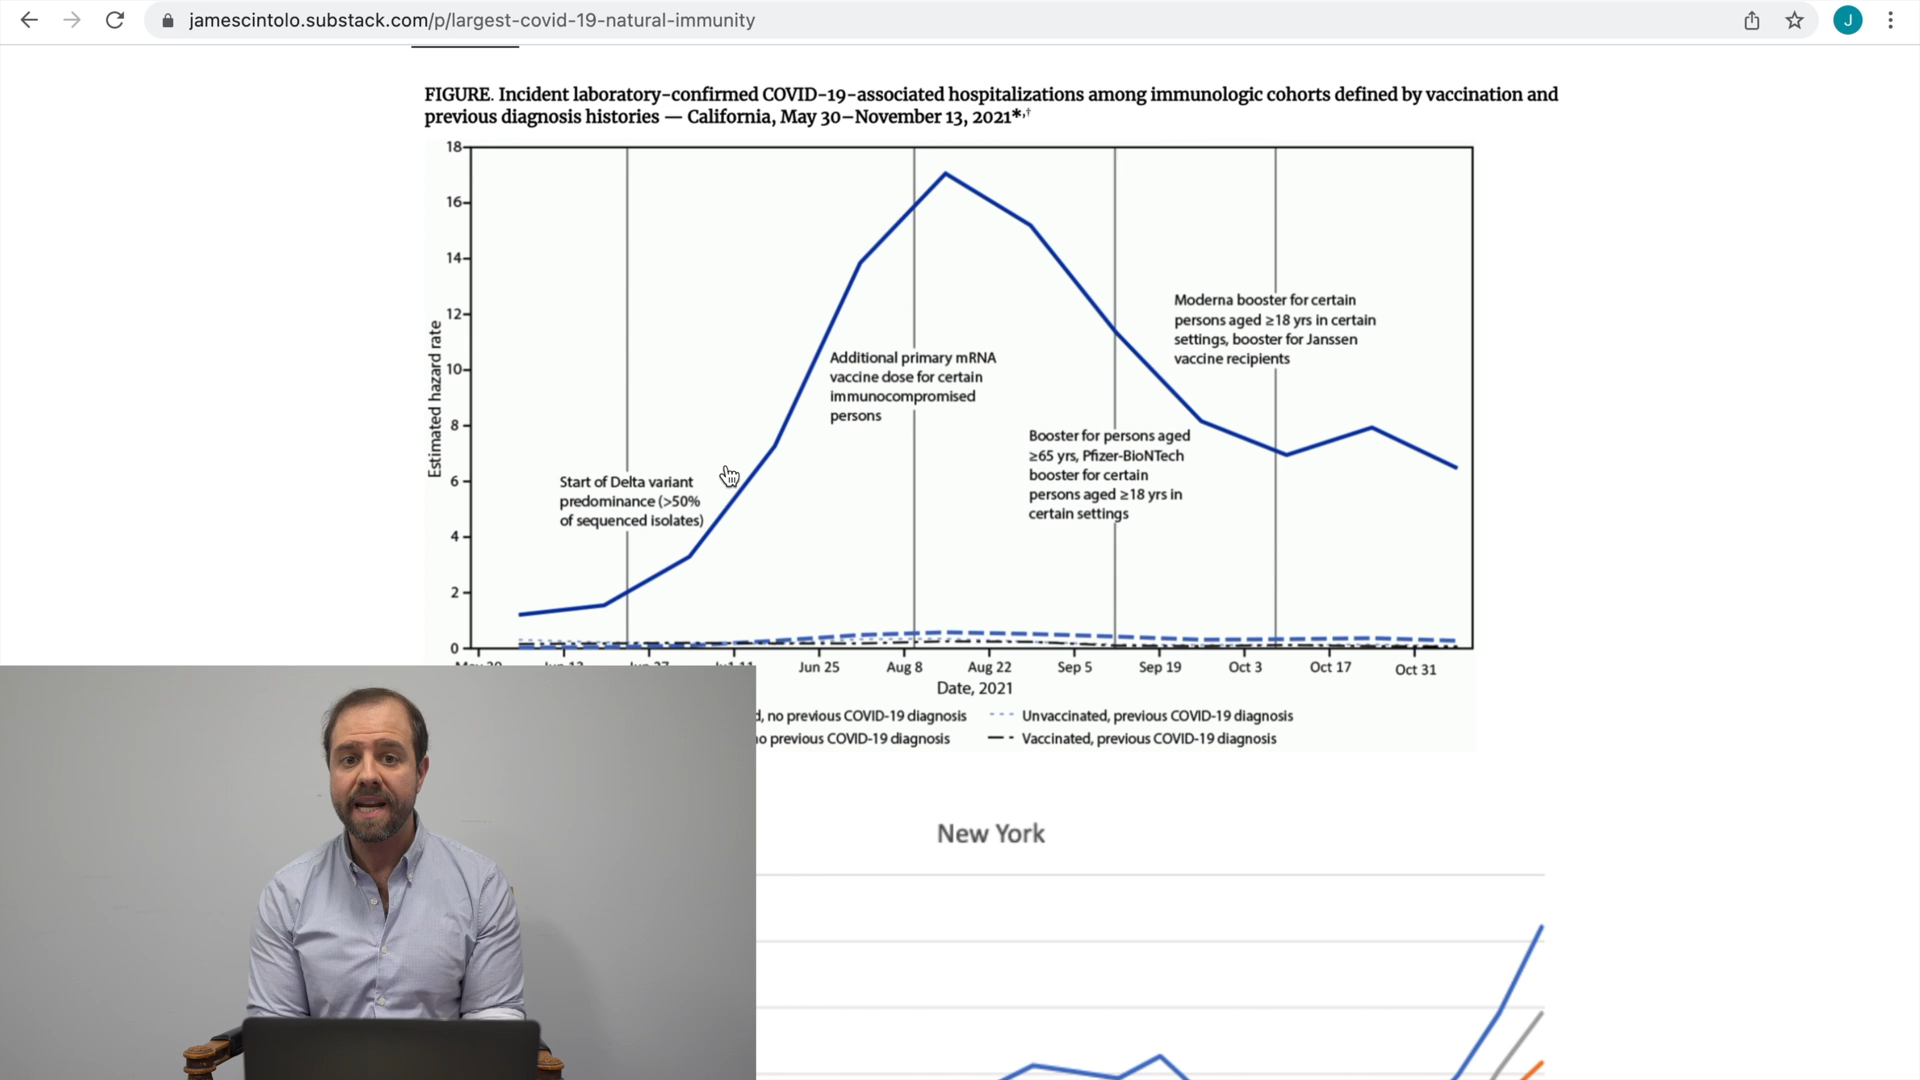 jamescintolo.substack.com/p/largest-covid-19-natural-immunity
J
FIGURE. Incident laboratory-confirmed COVID-19-associated hospitalizations among immunologic cohorts defined by vaccination and
previous diagnosis histories — California, May 30–November 13, 2021*,†
18
16
14
12
10
8
6
4
2
0
Estimated hazard rate
Start of Delta variant
predominance (>50%
of sequenced isolates)
Additional primary mRNA
vaccine dose for certain
immunocompromised
persons
Booster for persons aged
≥65 yrs, Pfizer-BioNTech
booster for certain
persons aged ≥18 yrs in
certain settings
Moderna booster for certain
persons aged ≥18 yrs in certain
settings, booster for Janssen
vaccine recipients
Jun 25 Aug 8 Aug 22 Sep 5 Sep 19 Oct 3 Oct 17 Oct 31
Date, 2021
no previous COVID-19 diagnosis Unvaccinated, previous COVID-19 diagnosis
no previous COVID-19 diagnosis Vaccinated, previous COVID-19 diagnosis
New York